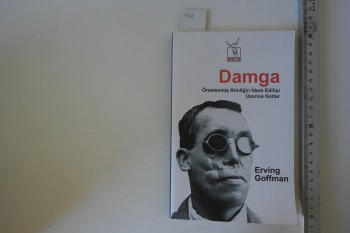 Damga
Örselenmiş Kimliğin İdare Edilişi
Üzerine Notlar
Erving
Goffman